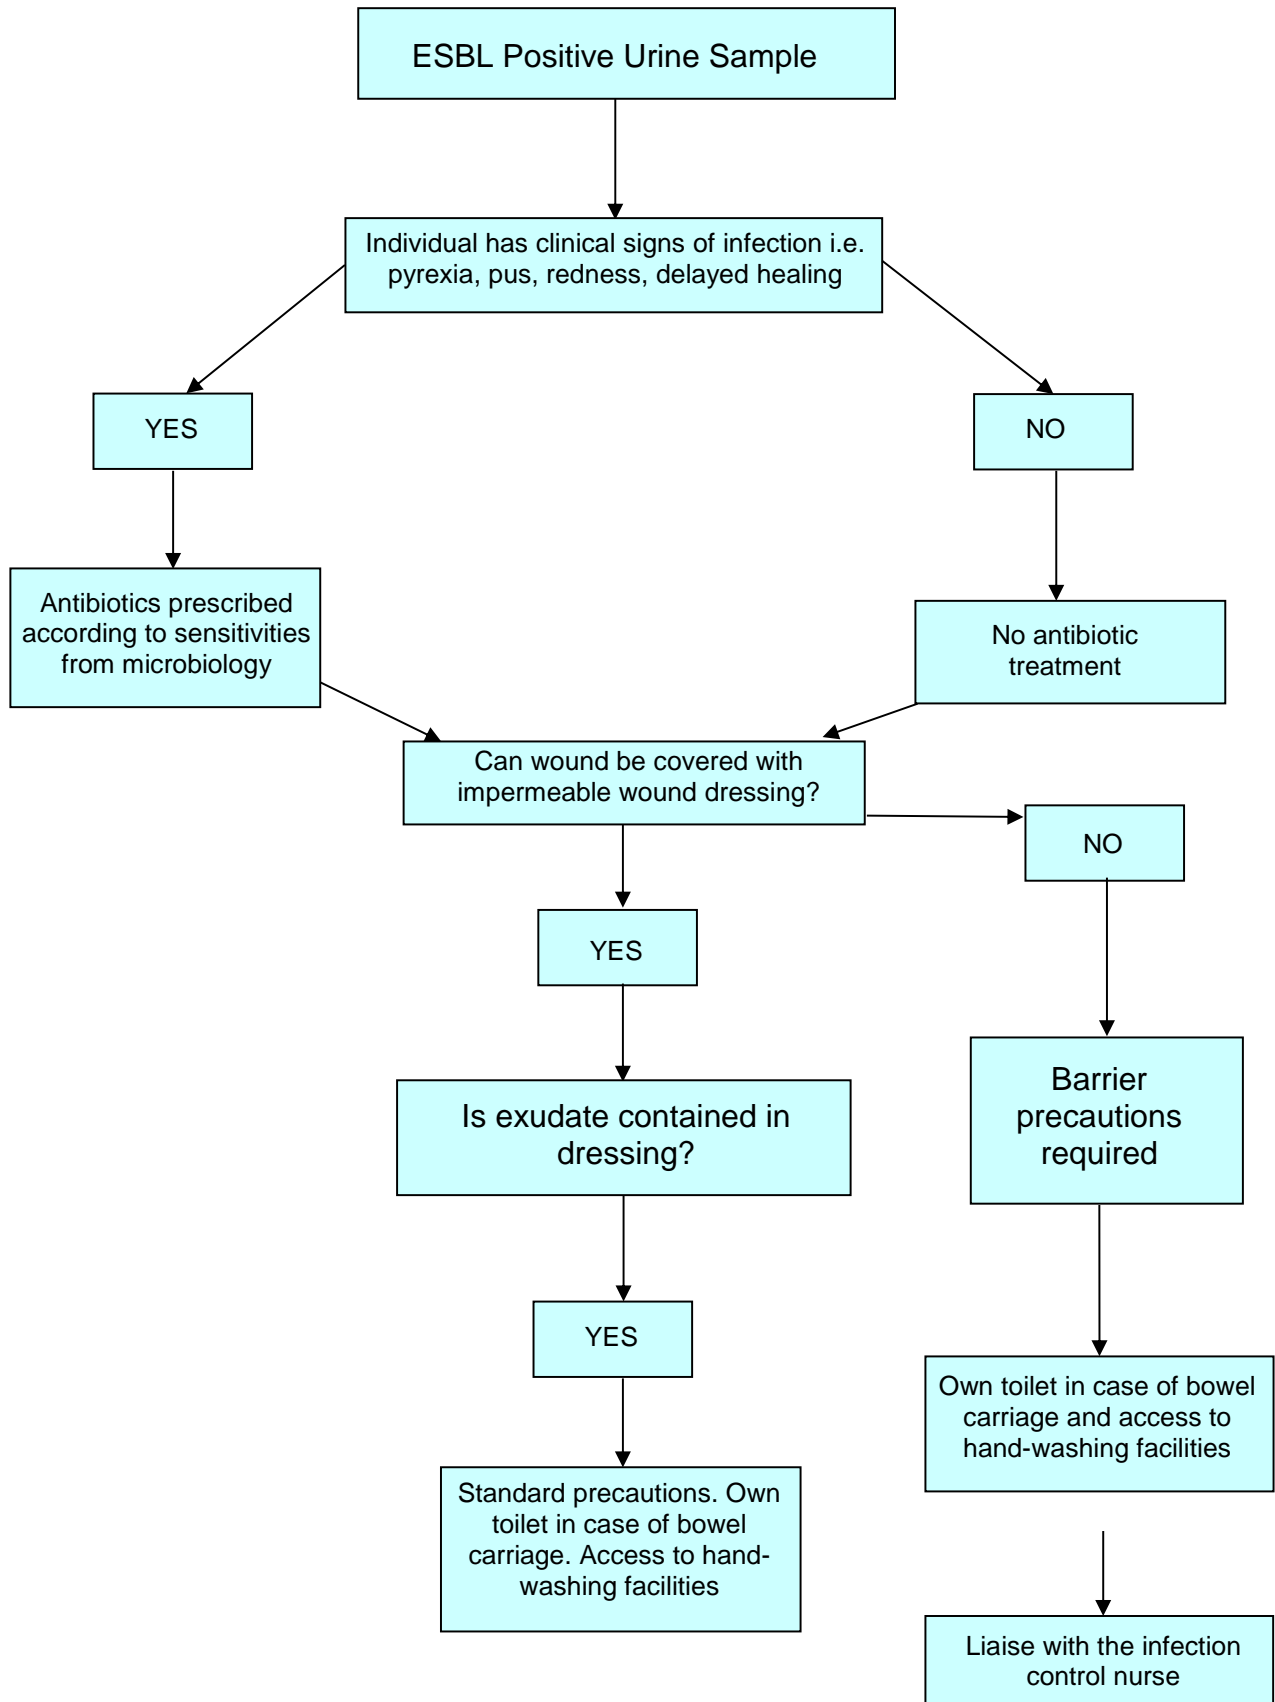 ESBL Positive Urine Sample
Individual has clinical signs of infection i.e.
pyrexia, pus, redness, delayed healing
YES
NO
Antibiotics prescribed
according to sensitivities
from microbiology
No antibiotic
treatment
Can wound be covered with
impermeable wound dressing?
NO
YES
Is exudate contained in
dressing?
Barrier
precautions
required
YES
Own toilet in case of bowel
carriage and access to
hand-washing facilities
Standard precautions. Own
toilet in case of bowel
carriage. Access to hand-
washing facilities
Liaise with the infection
control nurse